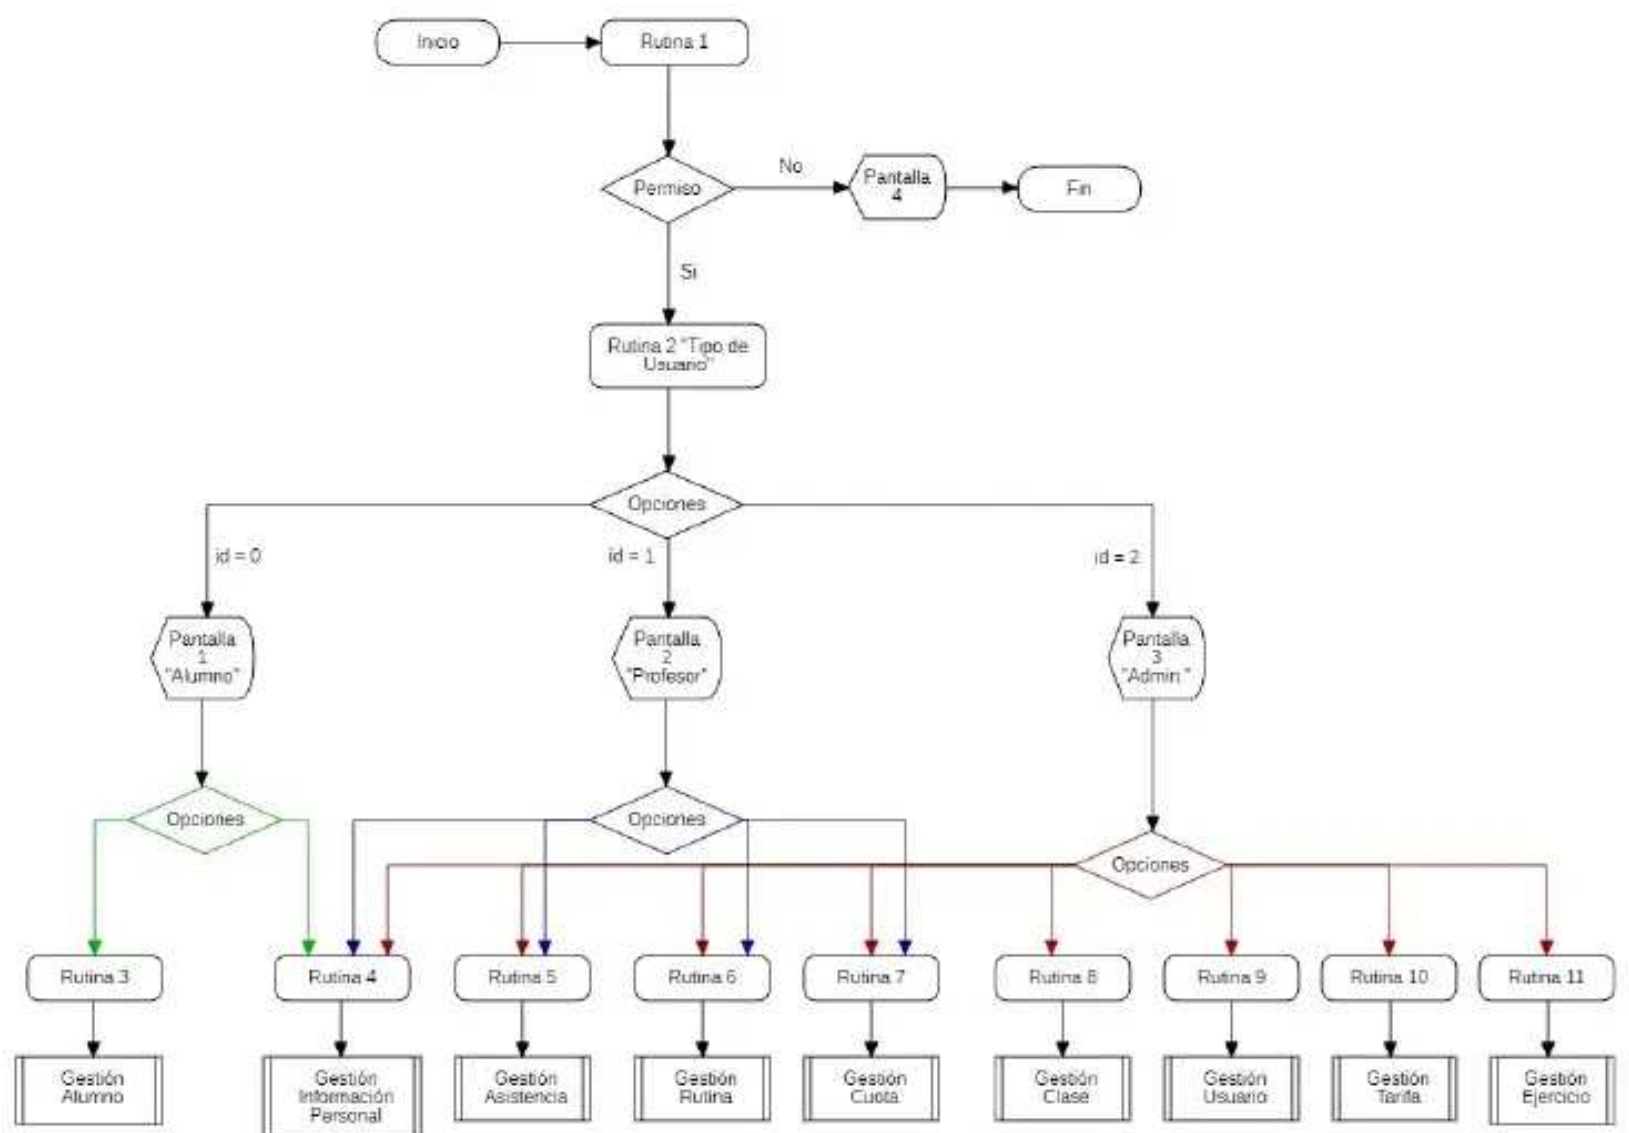 Inicio
Rutina 1
Permiso
No
Pantalla
4
Fin
Si
Rutina 2 "Tipo de
Usuario"
Opciones
id = 0
id = 1
id = 2
Pantalla
1
"Alumno"
Pantalla
2
"Profesor"
Pantalla
3
"Admin."
Opciones
Opciones
Opciones
Rutina 3
Rutina 4
Rutina 5
Rutina 6
Rutina 7
Rutina 8
Rutina 9
Rutina 10
Rutina 11
Gestión
Alumno
Gestión
Información
Personal
Gestión
Asistencia
Gestión
Rutina
Gestión
Cuota
Gestión
Clase
Gestión
Usuario
Gestión
Tarifa
Gestión
Ejercicio